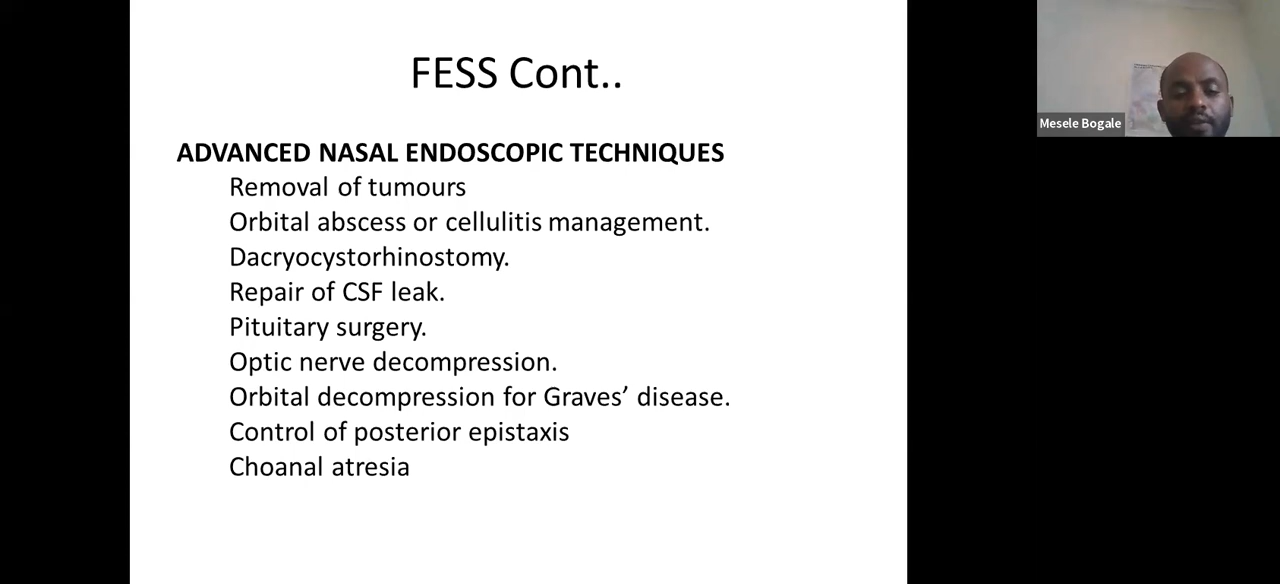 FESS Cont..
ADVANCED NASAL ENDOSCOPIC TECHNIQUES
Removal of tumours
Orbital abscess or cellulitis management.
Dacryocystorhinostomy.
Repair of CSF leak.
Pituitary surgery.
Optic nerve decompression.
Orbital decompression for Graves’ disease.
Control of posterior epistaxis
Choanal atresia
Mesele Bogale